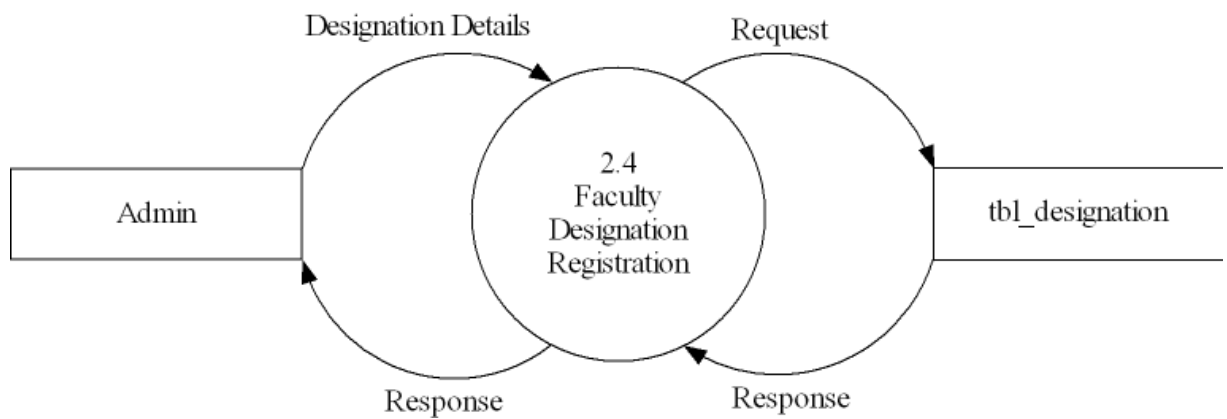 Designation Details
Request
Admin
2.4
Faculty
Designation
Registration
tbl_designation
Response
Response